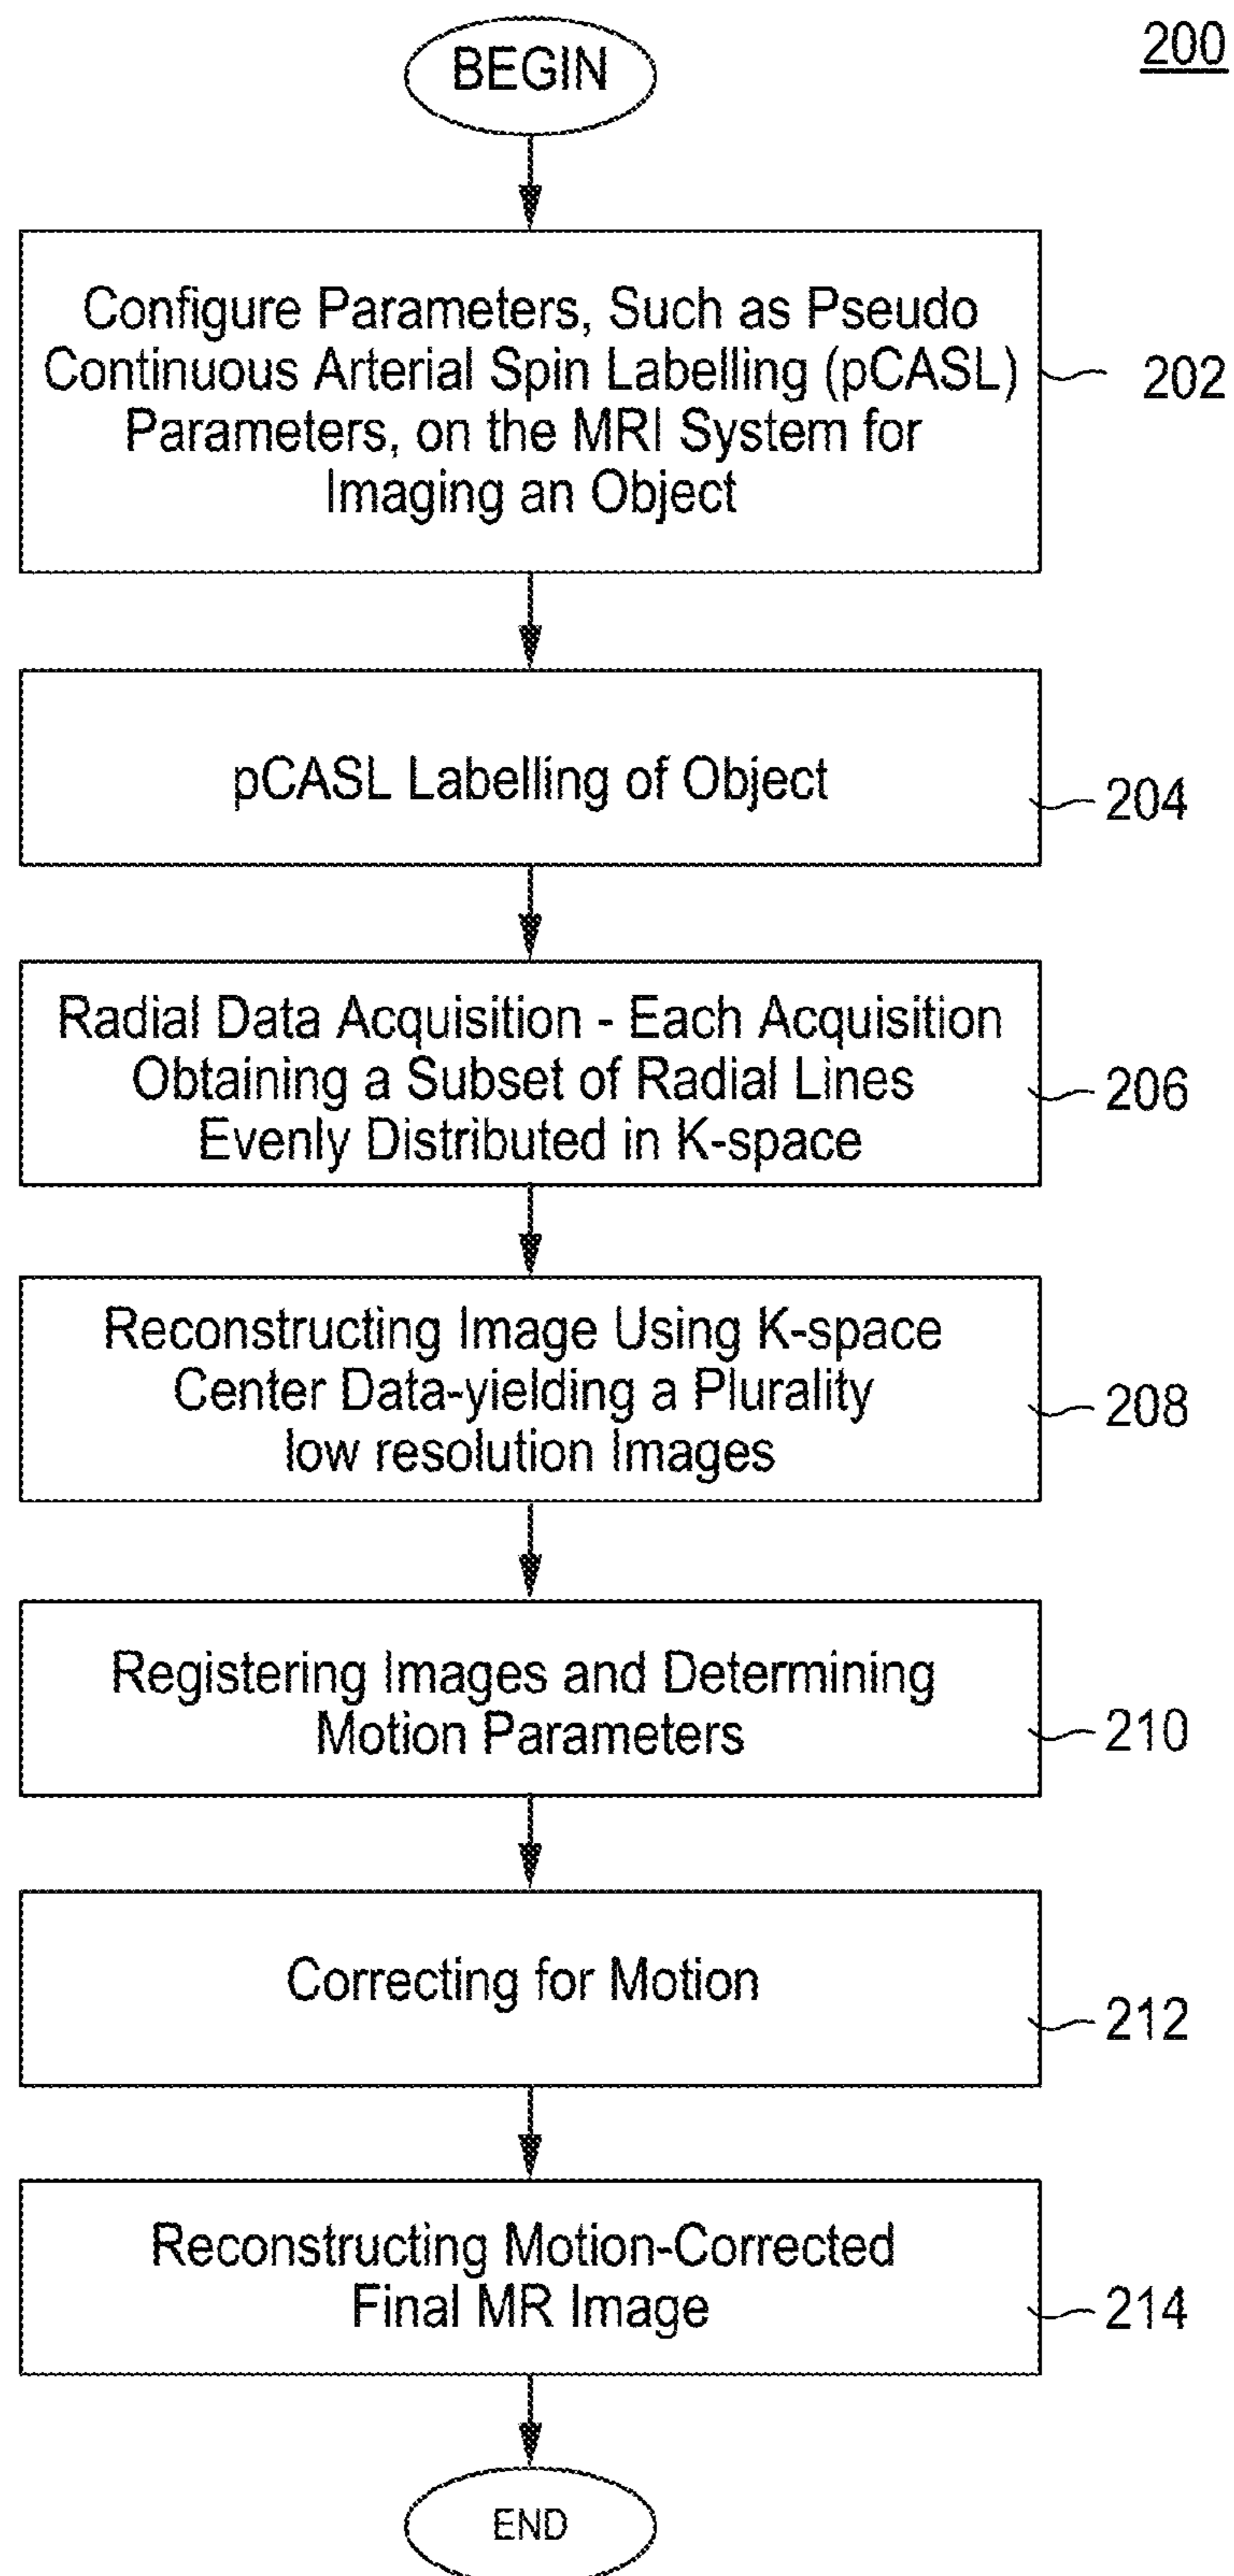 BEGIN
200
Configure Parameters, Such as Pseudo
Continuous Arterial Spin Labelling (pCASL)
Parameters, on the MRI System for
Imaging an Object
202
pCASL Labelling of Object
204
Radial Data Acquisition - Each Acquisition
Obtaining a Subset of Radial Lines
Evenly Distributed in K-space
206
Reconstructing Image Using K-space
Center Data-yielding a Plurality
low resolution Images
208
Registering Images and Determining
Motion Parameters
210
Correcting for Motion
212
Reconstructing Motion-Corrected
Final MR Image
214
END